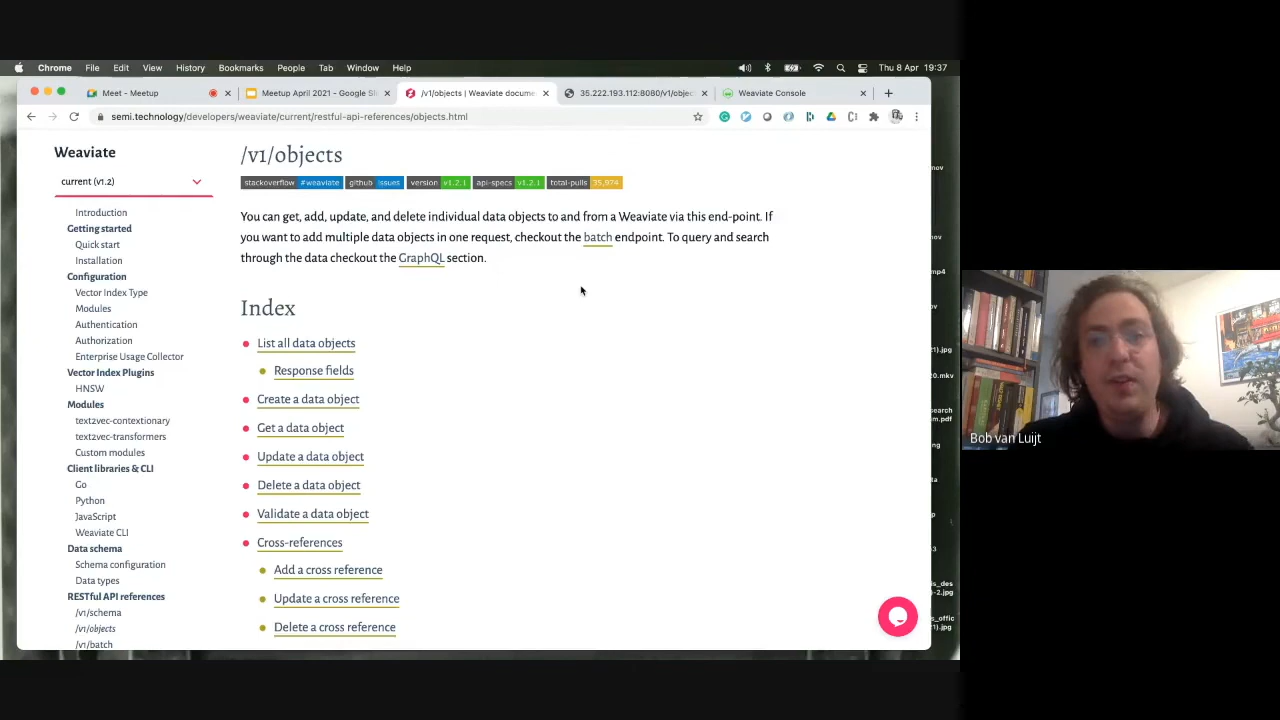 Chrome File Edit View History Bookmarks People Tab Window Help Thu 8 Apr 19:37
Meet - Meetup
Meetup April 2021 - Google Sl
/v1/objects | Weaviate docume
35.222.193.112:8080/v1/objec
Weaviate Console
semi.technology/developers/weaviate/current/restful-api-references/objects.html
Weaviate
current (v1.2)
Introduction
Getting started
Quick start
Installation
Configuration
Vector Index Type
Modules
Authentication
Authorization
Enterprise Usage Collector
Vector Index Plugins
HNSW
Modules
text2vec-contextionary
text2vec-transformers
Custom modules
Client libraries & CLI
Go
Python
JavaScript
Weaviate CLI
Data schema
Schema configuration
Data types
RESTful API references
/v1/schema
/v1/objects
/v1/batch
/v1/objects
stackoverflow #weaviate github issues version v1.2.1 api-specs v1.2.1 total-pulls 35,974
You can get, add, update, and delete individual data objects to and from a Weaviate via this end-point. If
you want to add multiple data objects in one request, checkout the batch endpoint. To query and search
through the data checkout the GraphQL section.
Index
List all data objects
Response fields
Create a data object
Get a data object
Update a data object
Delete a data object
Validate a data object
Cross-references
Add a cross reference
Update a cross reference
Delete a cross reference
Bob van Luijt